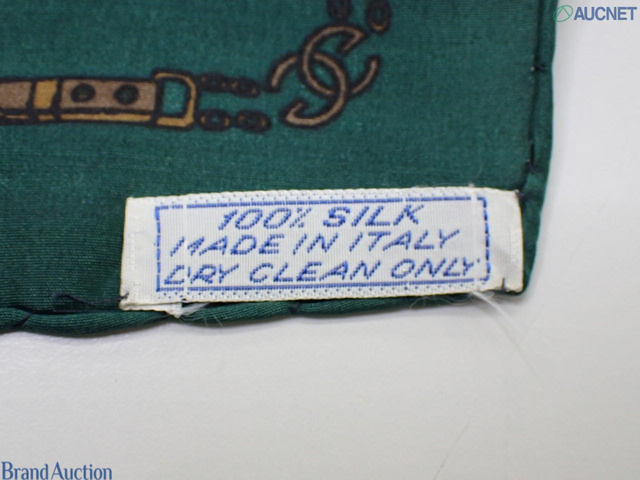 AUCNET
100% SILK
MADE IN ITALY
DRY CLEAN ONLY
Brand Auction